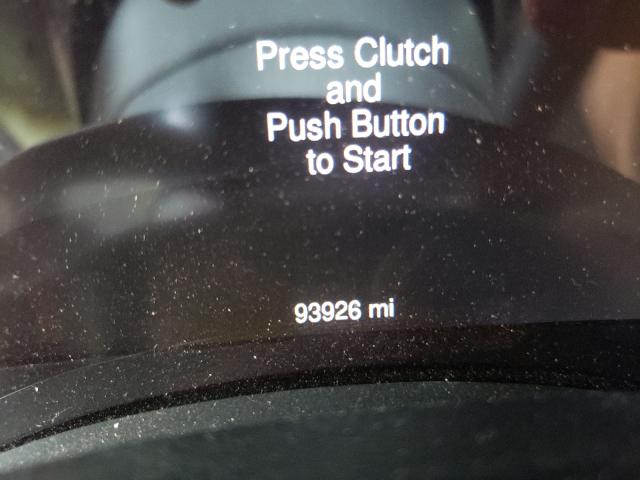 Press Clutch
and
Push Button
to Start
93926 mi